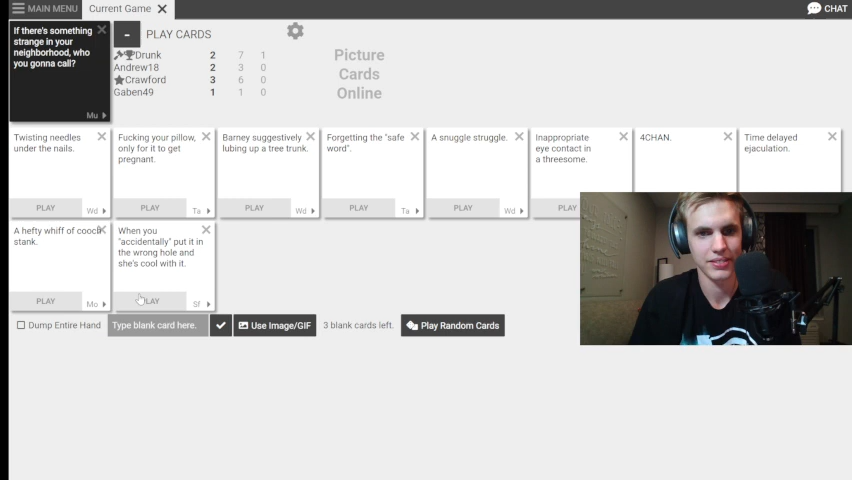 MAIN MENU
Current Game
CHAT
If there's something
strange in your
neighborhood, who
you gonna call?
Mu
-
PLAY CARDS
Drunk 2 7 1
Andrew18 2 3 0
Crawford 3 6 0
Gaben49 1 1 0
Picture
Cards
Online
Twisting needles
under the nails.
PLAY
Wd
Fucking your pillow,
only for it to get
pregnant.
PLAY
Ta
Barney suggestively
lubing up a tree trunk.
PLAY
Wd
Forgetting the "safe
word".
PLAY
Ta
A snuggle struggle.
PLAY
Wd
Inappropriate
eye contact in
a threesome.
PLAY
4CHAN.
Time delayed
ejaculation.
A hefty whiff of cooch
stank.
PLAY
Mo
When you
"accidentally" put it in
the wrong hole and
she's cool with it.
PLAY
Sf
Dump Entire Hand
Type blank card here.
Use Image/GIF
3 blank cards left.
Play Random Cards